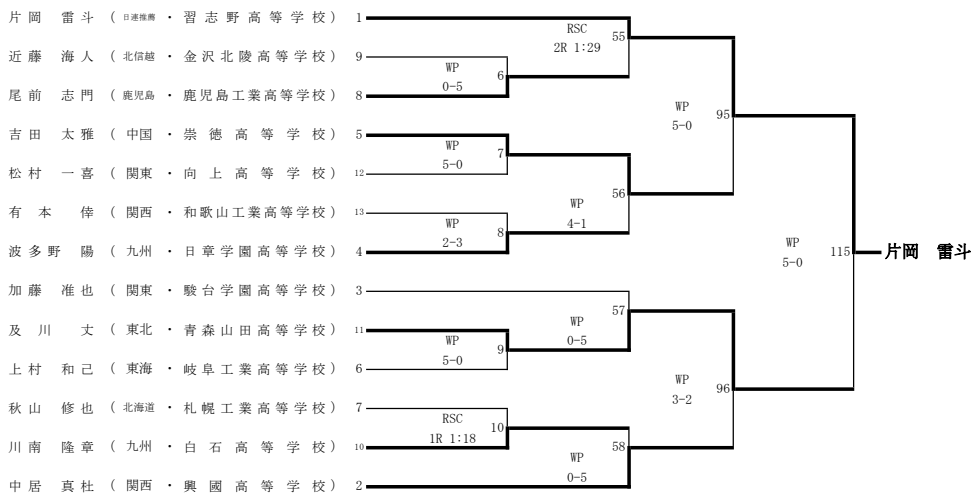 片岡 雷斗 ( 日連推薦 ・ 習志野高等学校 ) 1
RSC 55
2R 1:29
近藤 海人 ( 北信越 ・ 金沢北陵高等学校 ) 9
WP 6
0-5
尾前 志門 ( 鹿児島 ・ 鹿児島工業高等学校 ) 8
WP 95
5-0
吉田 太雅 ( 中国 ・ 崇徳高等学校 ) 5
WP 7
5-0
松村 一喜 ( 関東 ・ 向上高等学校 ) 12
56
WP
4-1
有本 倖 ( 関西 ・ 和歌山工業高等学校 ) 13
WP 8
2-3
波多野 陽 ( 九州 ・ 日章学園高等学校 ) 4
WP 115 片岡 雷斗
5-0
加藤 准也 ( 関東 ・ 駿台学園高等学校 ) 3
57
WP
0-5
及川 丈 ( 東北 ・ 青森山田高等学校 ) 11
WP 9
5-0
上村 和己 ( 東海 ・ 岐阜工業高等学校 ) 6
WP 96
3-2
秋山 修也 ( 北海道 ・ 札幌工業高等学校 ) 7
RSC 10
1R 1:18
川南 隆章 ( 九州 ・ 白石高等学校 ) 10
58
WP
0-5
中居 真杜 ( 関西 ・ 興國高等学校 ) 2